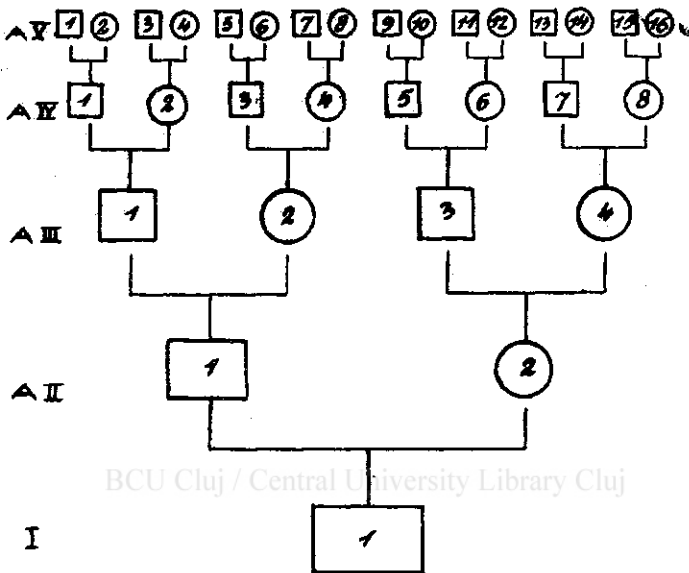 A V 1 2 3 4 5 6 7 8 9 10 11 12 13 14 15 16
A IV 1 2 3 4 5 6 7 8
A III 1 2 3 4
A II 1 2
BCU Cluj / Central University Library Cluj
I 1